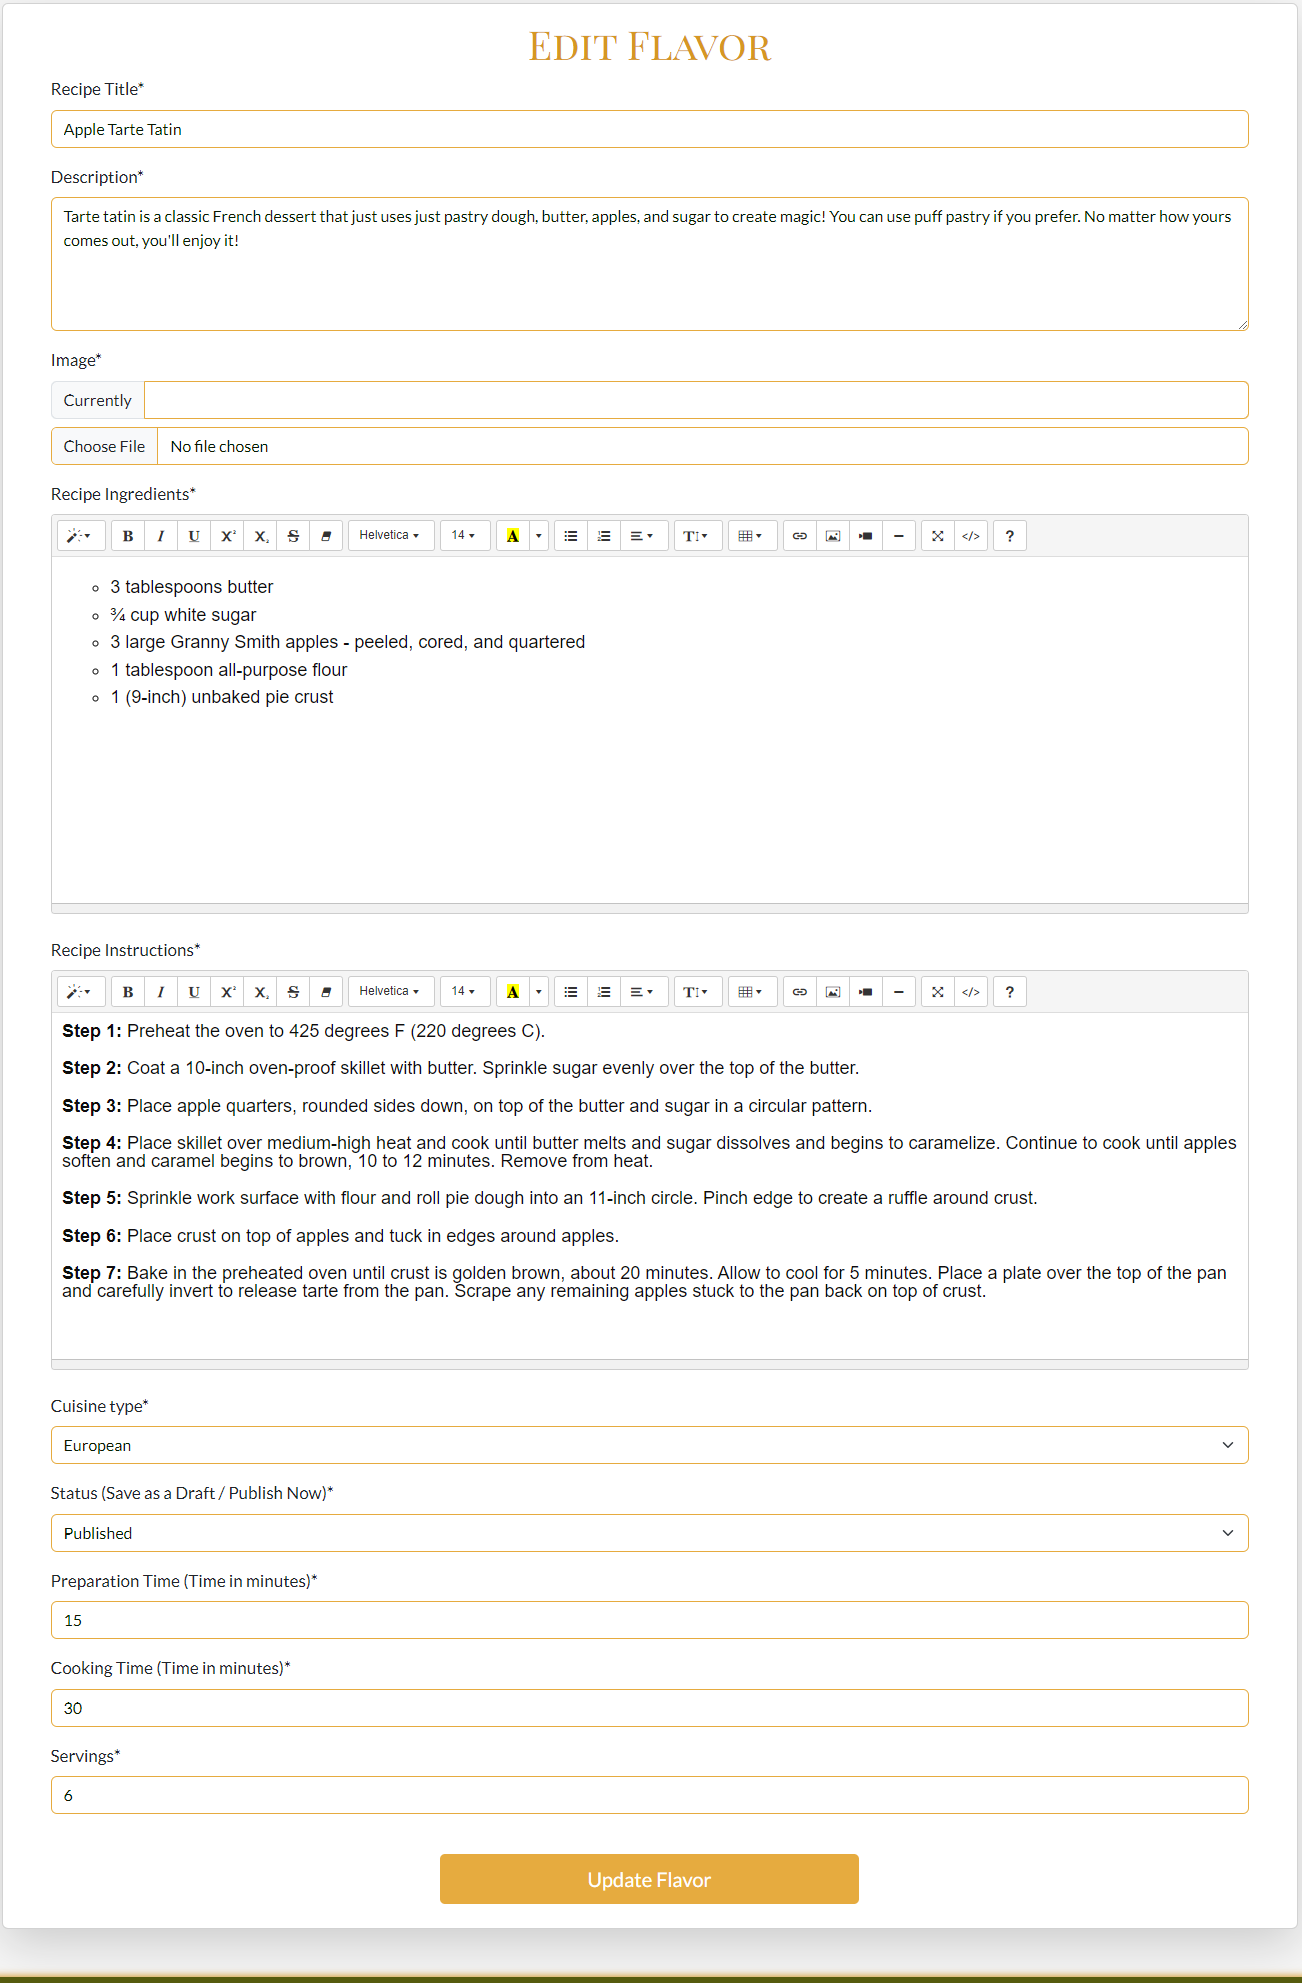 Edit Flavor
Recipe Title*
Apple Tarte Tatin
Description*
Tarte tatin is a classic French dessert that just uses just pastry dough, butter, apples, and sugar to create magic! You can use puff pastry if you prefer. No matter how yours
comes out, you'll enjoy it!
Image*
Currently
Choose File No file chosen
Recipe Ingredients*
B I U X² X₂ S Helvetica 14 A T </> ?
3 tablespoons butter
¾ cup white sugar
3 large Granny Smith apples - peeled, cored, and quartered
1 tablespoon all-purpose flour
1 (9-inch) unbaked pie crust
Recipe Instructions*
B I U X² X₂ S Helvetica 14 A T </> ?
Step 1: Preheat the oven to 425 degrees F (220 degrees C).
Step 2: Coat a 10-inch oven-proof skillet with butter. Sprinkle sugar evenly over the top of the butter.
Step 3: Place apple quarters, rounded sides down, on top of the butter and sugar in a circular pattern.
Step 4: Place skillet over medium-high heat and cook until butter melts and sugar dissolves and begins to caramelize. Continue to cook until apples
soften and caramel begins to brown, 10 to 12 minutes. Remove from heat.
Step 5: Sprinkle work surface with flour and roll pie dough into an 11-inch circle. Pinch edge to create a ruffle around crust.
Step 6: Place crust on top of apples and tuck in edges around apples.
Step 7: Bake in the preheated oven until crust is golden brown, about 20 minutes. Allow to cool for 5 minutes. Place a plate over the top of the pan
and carefully invert to release tarte from the pan. Scrape any remaining apples stuck to the pan back on top of crust.
Cuisine type*
European
Status (Save as a Draft / Publish Now)*
Published
Preparation Time (Time in minutes)*
15
Cooking Time (Time in minutes)*
30
Servings*
6
Update Flavor